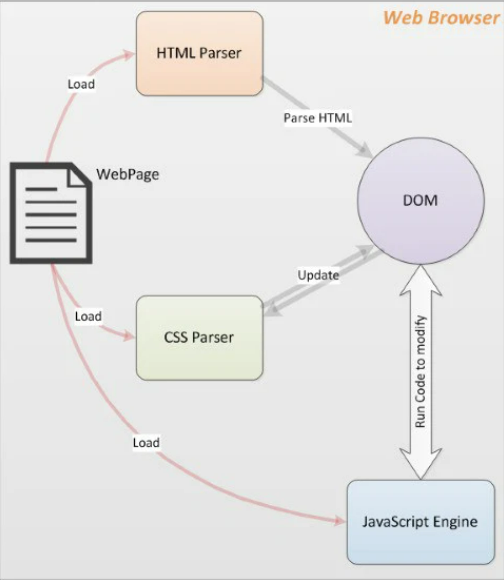 Web Browser
HTML Parser
Load
Parse HTML
WebPage
DOM
Update
Load
CSS Parser
Run Code to modify
Load
JavaScript Engine